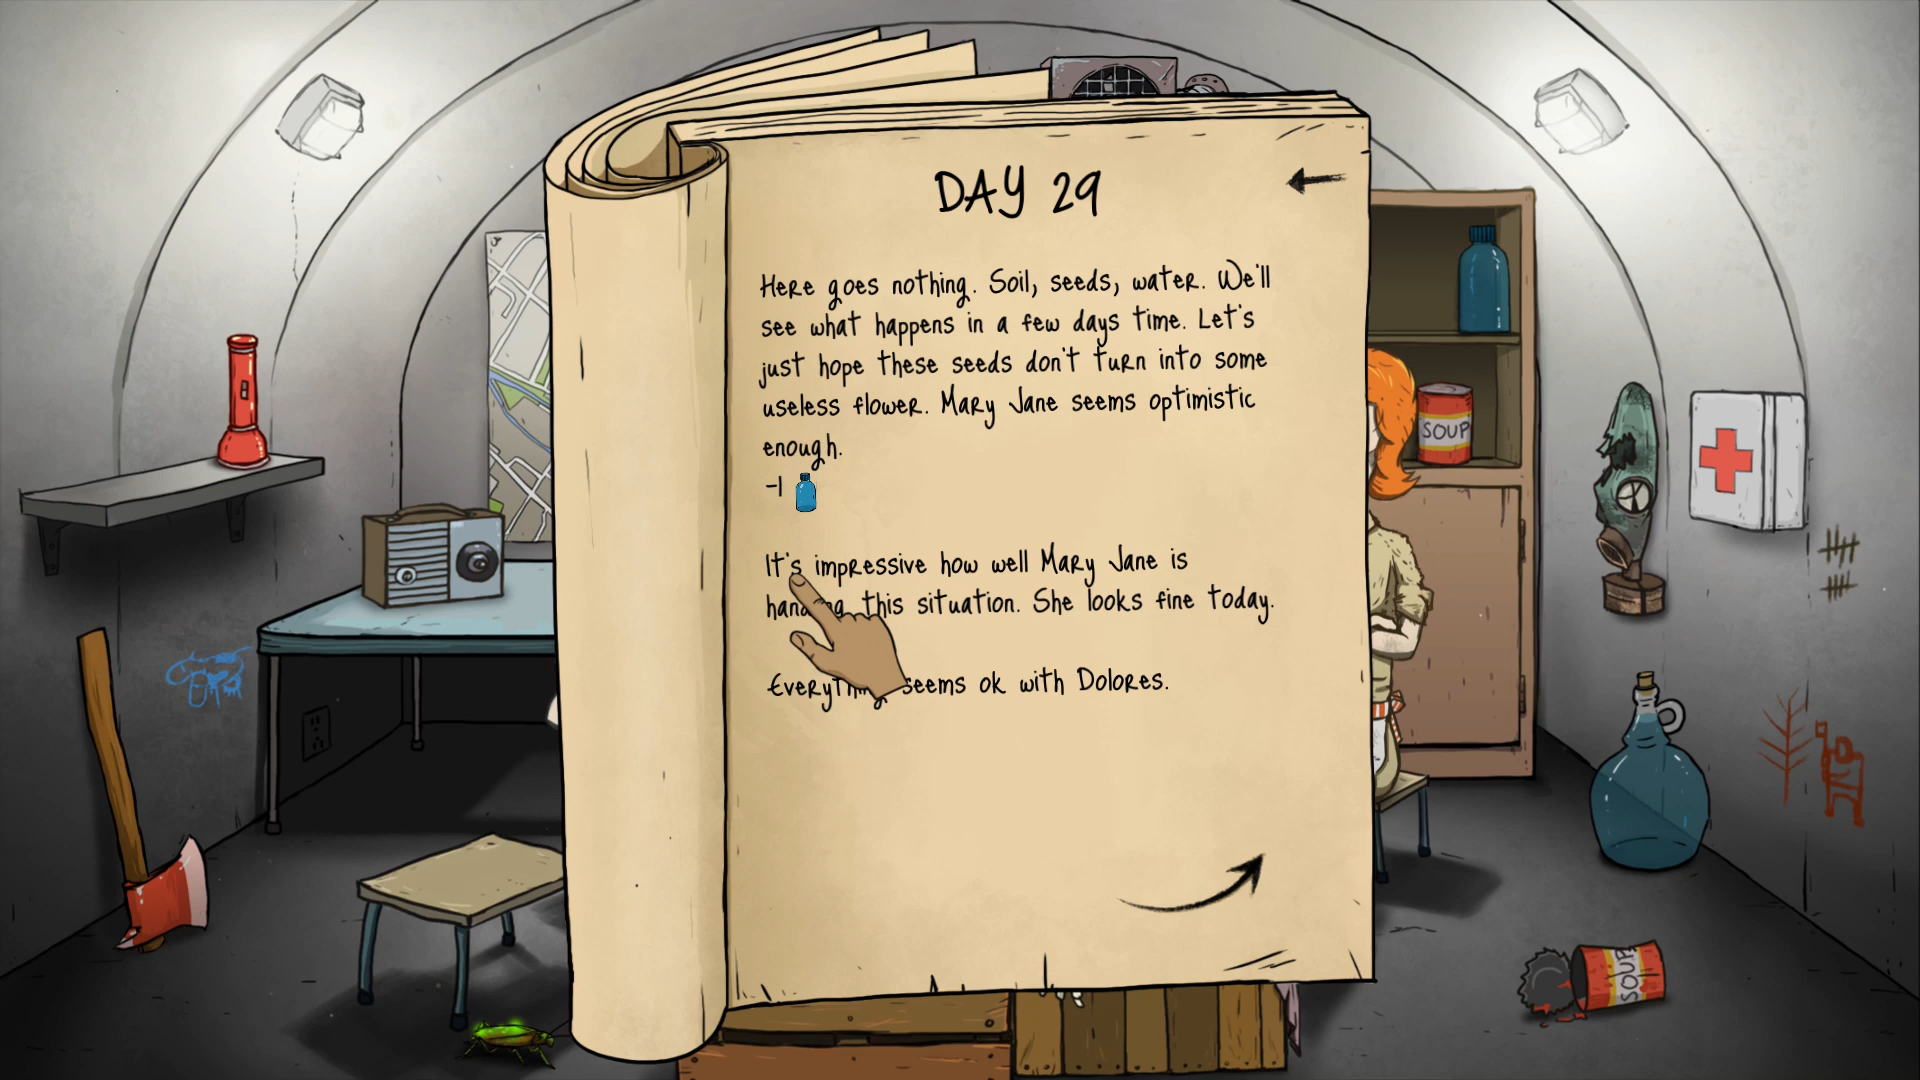 DAY 29
Here goes nothing. Soil, seeds, water. We'll
see what happens in a few days time. Let's
just hope these seeds don't turn into some
useless flower. Mary Jane seems optimistic
enough.
-1
It's impressive how well Mary Jane is
this situation. She looks fine today.
seems ok with Dolores.
SOUP
SOUP